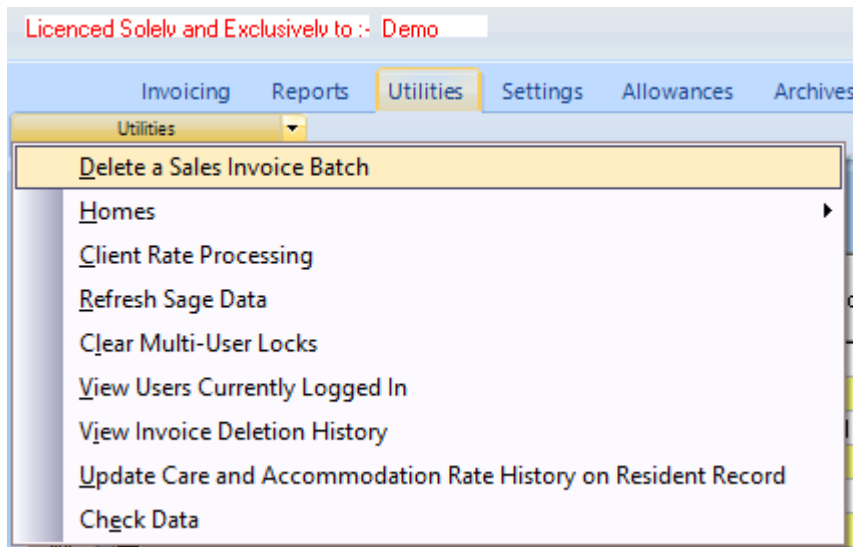 Licenced Solely and Exclusively to :- Demo
Invoicing Reports Utilities Settings Allowances Archives
Utilities
Delete a Sales Invoice Batch
Homes
Client Rate Processing
Refresh Sage Data
Clear Multi-User Locks
View Users Currently Logged In
View Invoice Deletion History
Update Care and Accommodation Rate History on Resident Record
Check Data